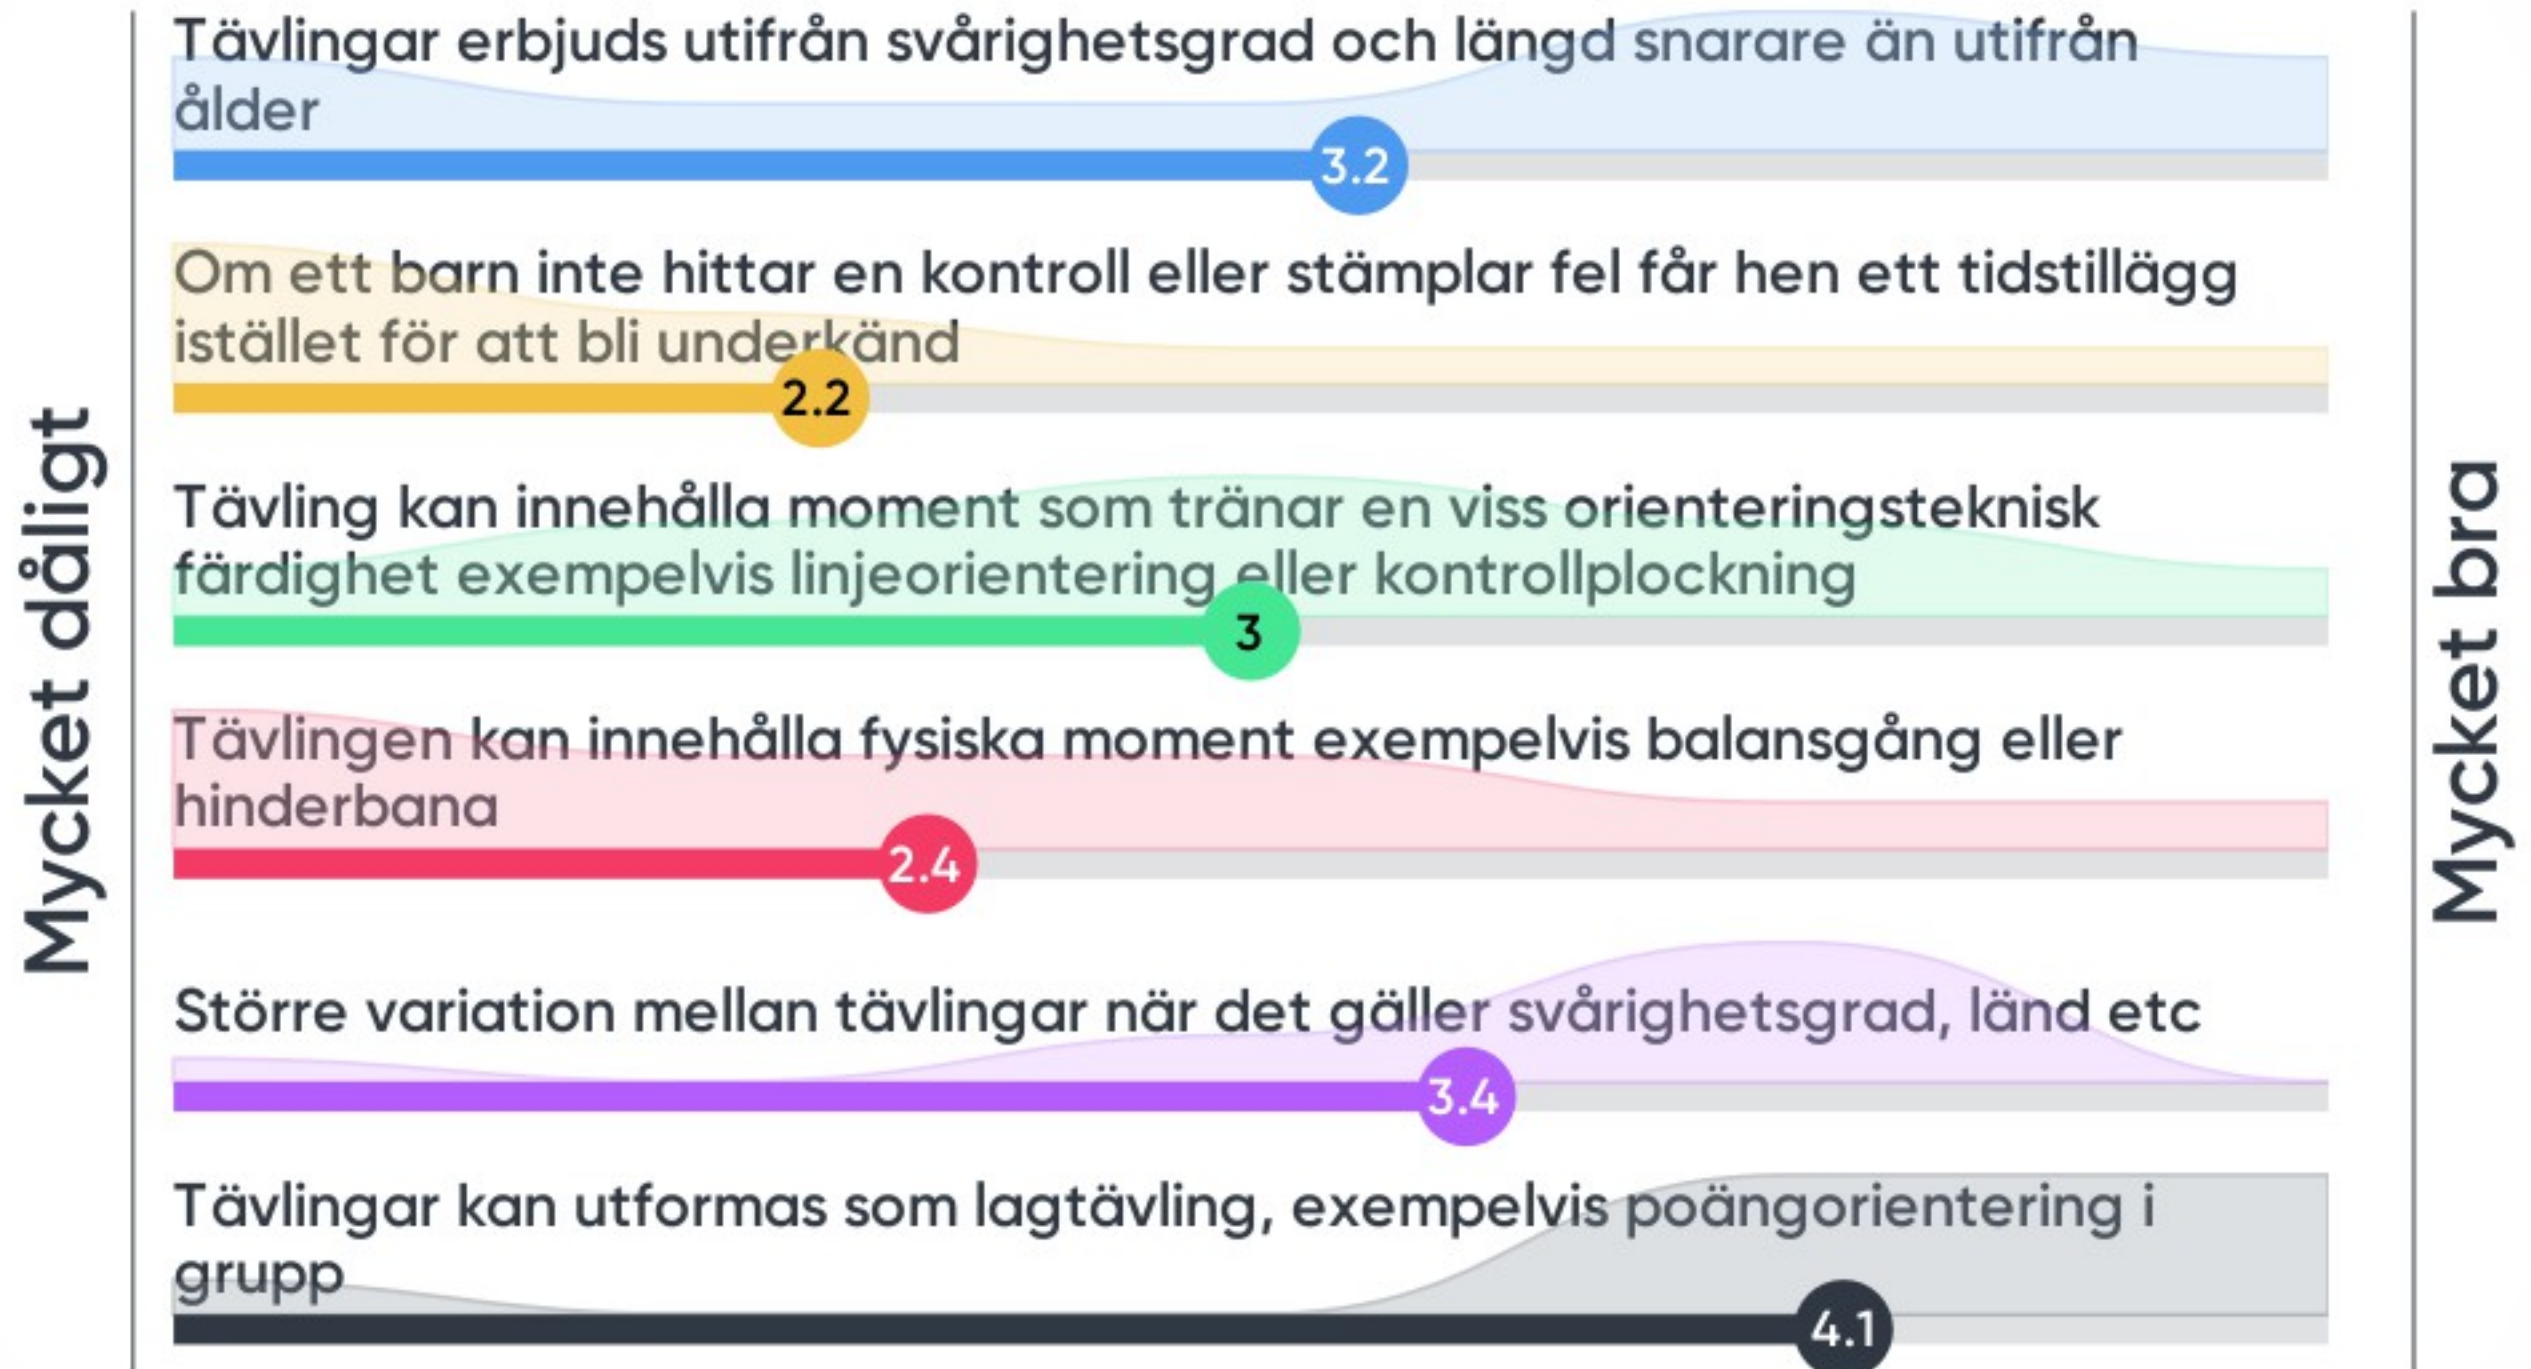 Mycket dåligt
Tävlingar erbjuds utifrån svårighetsgrad och längd snarare än utifrån
ålder
3.2
Om ett barn inte hittar en kontroll eller stämplar fel får hen ett tidstillägg
istället för att bli underkänd
2.2
Tävling kan innehålla moment som tränar en viss orienteringsteknisk
färdighet exempelvis linjeorientering eller kontrollplockning
3
Tävlingen kan innehålla fysiska moment exempelvis balansgång eller
hinderbana
2.4
Större variation mellan tävlingar när det gäller svårighetsgrad, länd etc
3.4
Tävlingar kan utformas som lagtävling, exempelvis poängorientering i
grupp
4.1
Mycket bra